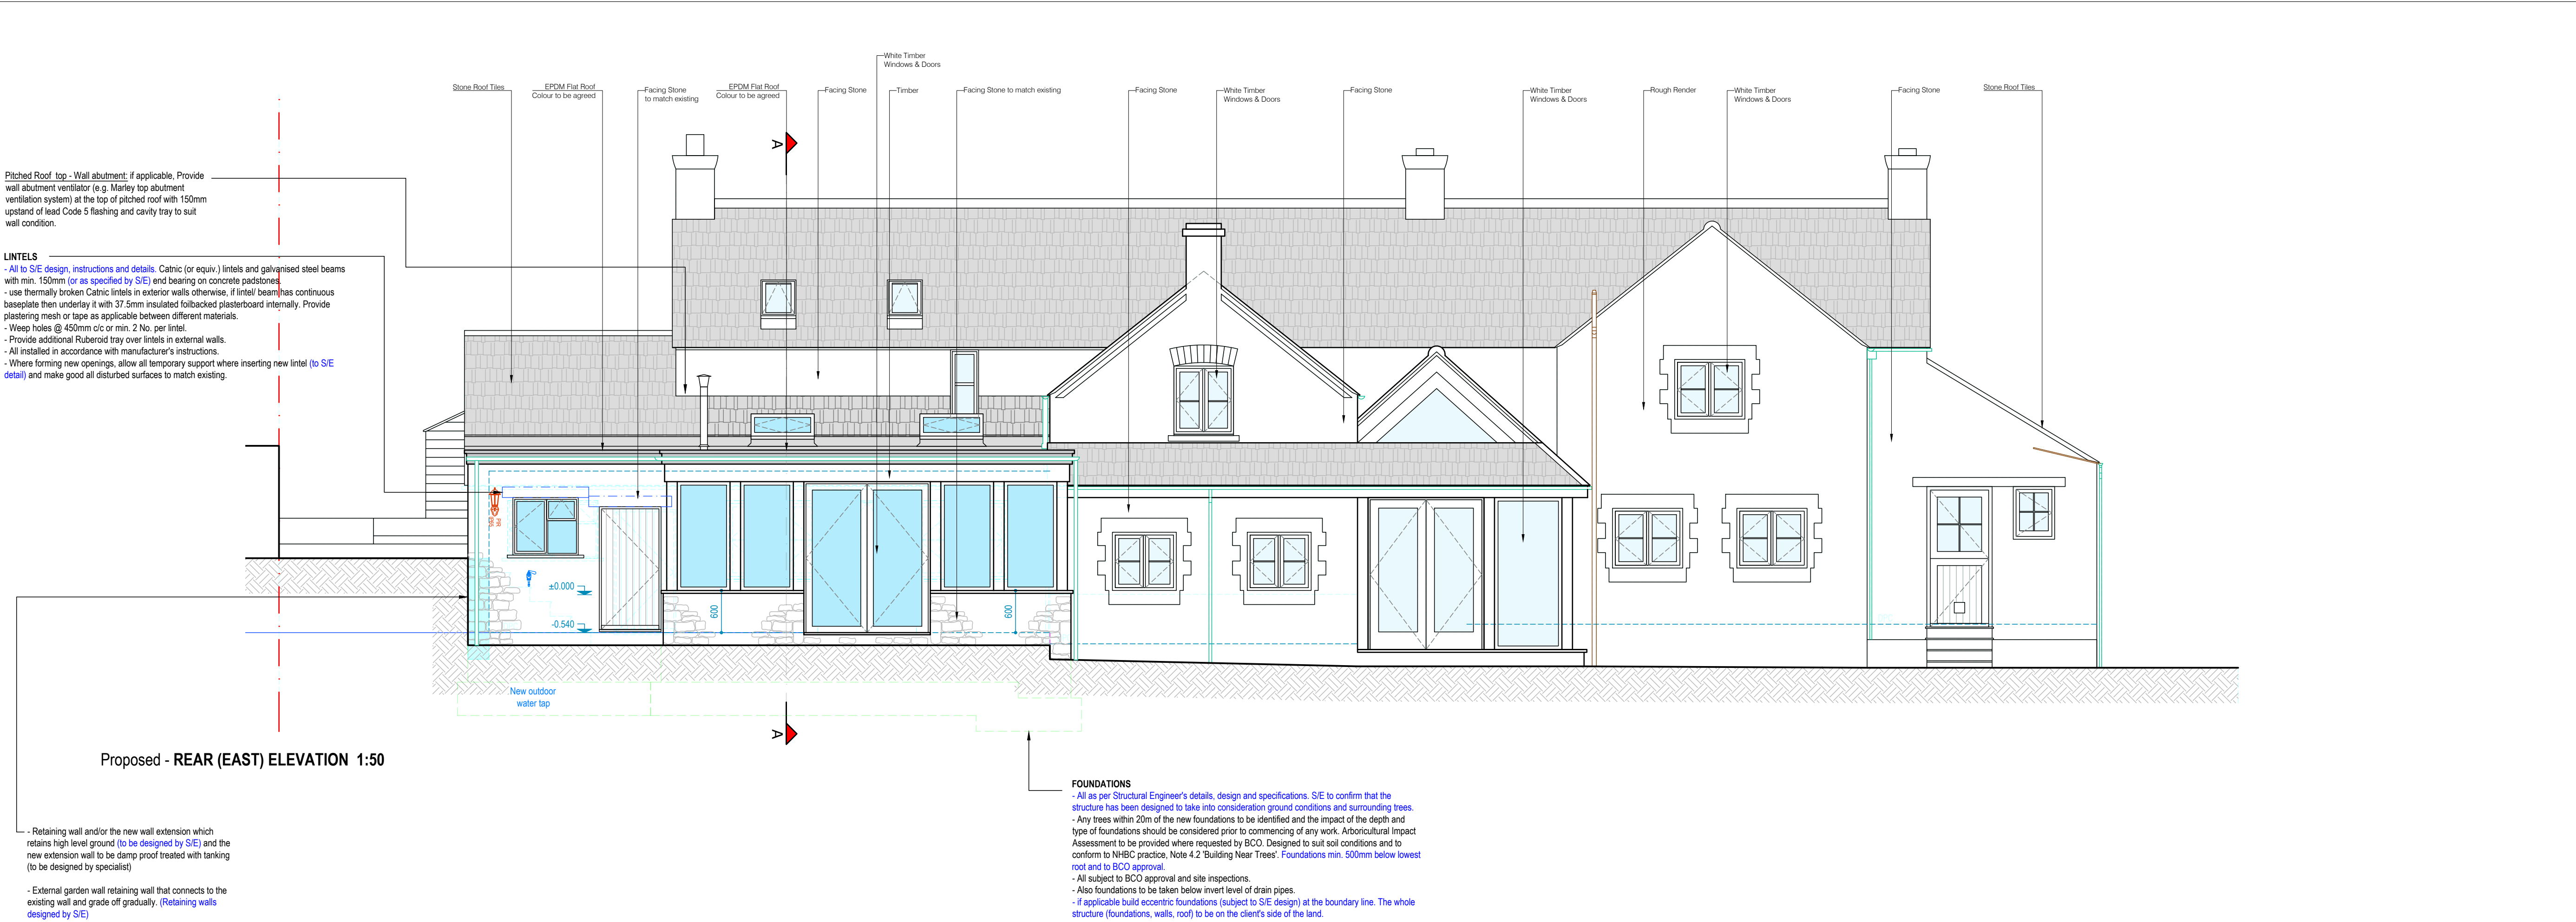 White Timber
Windows & Doors
Stone Roof Tiles
EPDM Flat Roof
Colour to be agreed
Facing Stone
to match existing
EPDM Flat Roof
Colour to be agreed
Facing Stone
Timber
Facing Stone to match existing
Facing Stone
White Timber
Windows & Doors
Facing Stone
White Timber
Windows & Doors
Rough Render
White Timber
Windows & Doors
Facing Stone
Stone Roof Tiles
A
Pitched Roof top - Wall abutment: if applicable, Provide
wall abutment ventilator (e.g. Marley top abutment
ventilation system) at the top of pitched roof with 150mm
upstand of lead Code 5 flashing and cavity tray to suit
wall condition.
LINTELS
- All to S/E design, instructions and details. Catnic (or equiv.) lintels and galvanised steel beams
with min. 150mm (or as specified by S/E) end bearing on concrete padstones.
- use thermally broken Catnic lintels in exterior walls otherwise, if lintel/ beam has continuous
baseplate then underlay it with 37.5mm insulated foilbacked plasterboard internally. Provide
plastering mesh or tape as applicable between different materials.
- Weep holes @ 450mm c/c or min. 2 No. per lintel.
- Provide additional Ruberoid tray over lintels in external walls.
- All installed in accordance with manufacturer's instructions.
- Where forming new openings, allow all temporary support where inserting new lintel (to S/E
detail) and make good all disturbed surfaces to match existing.
PIR
±0.000
-0.540
600
600
New outdoor
water tap
A
Proposed - REAR (EAST) ELEVATION 1:50
FOUNDATIONS
- All as per Structural Engineer's details, design and specifications. S/E to confirm that the
structure has been designed to take into consideration ground conditions and surrounding trees.
- Any trees within 20m of the new foundations to be identified and the impact of the depth and
type of foundations should be considered prior to commencing of any work. Arboricultural Impact
Assessment to be provided where requested by BCO. Designed to suit soil conditions and to
conform to NHBC practice, Note 4.2 'Building Near Trees'. Foundations min. 500mm below lowest
root and to BCO approval.
- All subject to BCO approval and site inspections.
- Also foundations to be taken below invert level of drain pipes.
- if applicable build eccentric foundations (subject to S/E design) at the boundary line. The whole
structure (foundations, walls, roof) to be on the client's side of the land.
- Retaining wall and/or the new wall extension which
retains high level ground (to be designed by S/E) and the
new extension wall to be damp proof treated with tanking
(to be designed by specialist)
- External garden wall retaining wall that connects to the
existing wall and grade off gradually. (Retaining walls
designed by S/E)